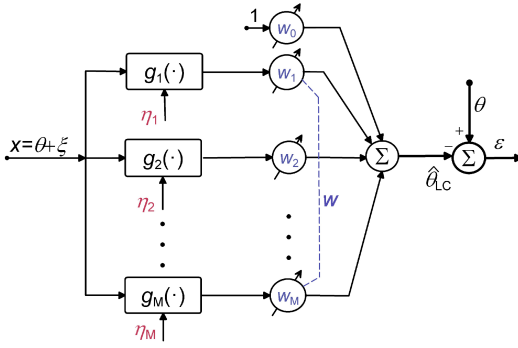 1
w₀
g₁(·)
w₁
η₁
θ
x=θ+ξ
g₂(·)
w₂
Σ
+
−
Σ
ε
θ̂LC
η₂
w
gM(·)
wM
ηM